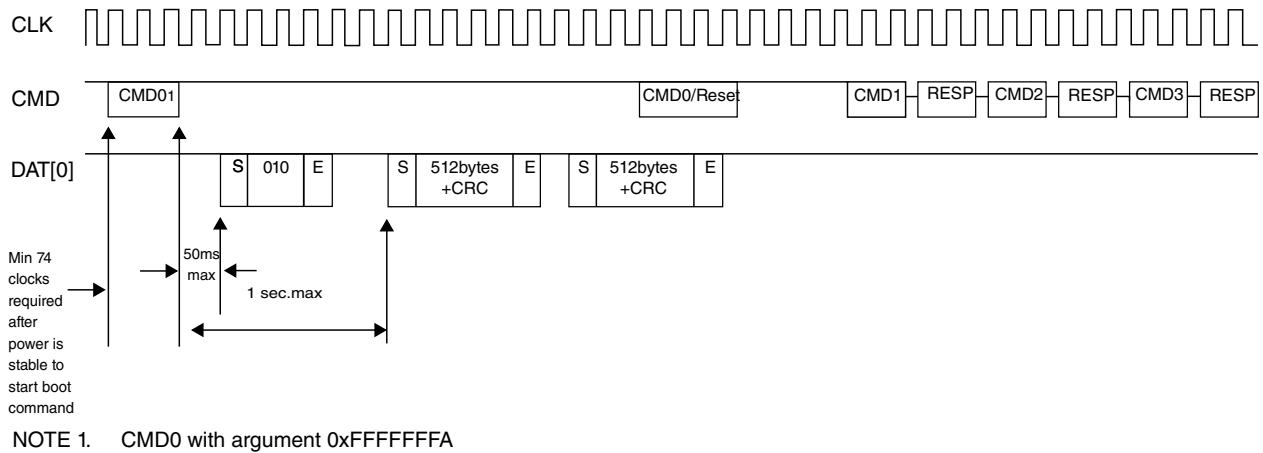 CLK
CMD
CMD01
CMD0/Reset
CMD1
RESP
CMD2
RESP
CMD3
RESP
DAT[0]
S
010
E
S
512bytes
+CRC
E
S
512bytes
+CRC
E
Min 74
clocks
required
after
power is
stable to
start boot
command
50ms
max
1 sec.max
NOTE 1. CMD0 with argument 0xFFFFFFFA